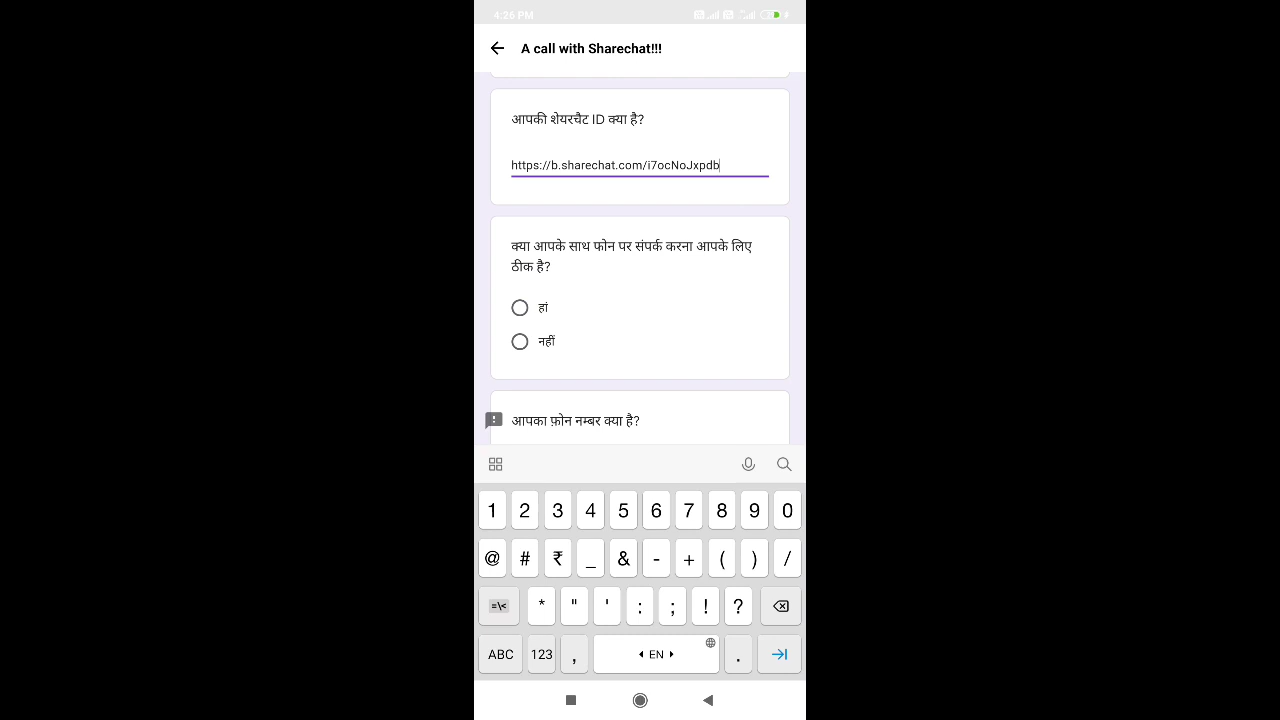 4:26 PM
A call with Sharechat!!!
आपकी शेयरचैट ID क्या है?
https://b.sharechat.com/i7ocNoJxpdb
क्या आपके साथ फोन पर संपर्क करना आपके लिए
ठीक है?
हां
नहीं
आपका फ़ोन नम्बर क्या है?
1 2 3 4 5 6 7 8 9 0
@ # ₹ _ & - + ( ) /
=\< * " ' : ; ! ?
ABC 123 , EN .